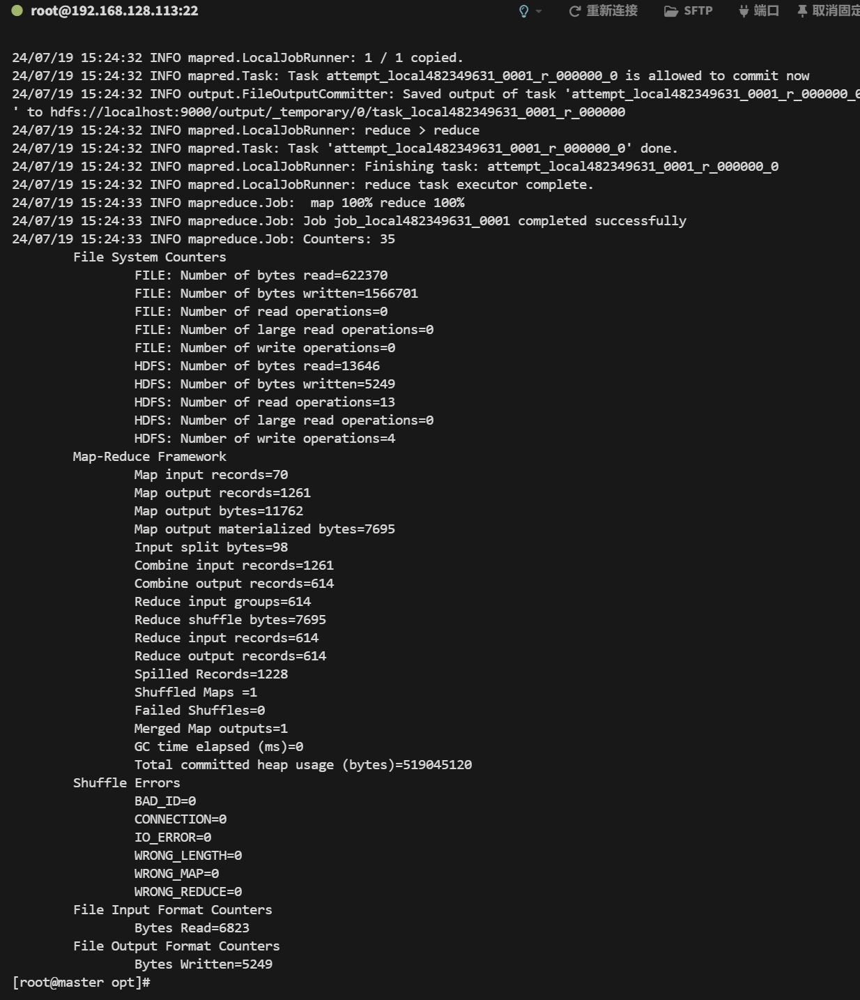 root@192.168.128.113:22 重新连接 SFTP 端口 取消固定
24/07/19 15:24:32 INFO mapred.LocalJobRunner: 1 / 1 copied.
24/07/19 15:24:32 INFO mapred.Task: Task attempt_local482349631_0001_r_000000_0 is allowed to commit now
24/07/19 15:24:32 INFO output.FileOutputCommitter: Saved output of task 'attempt_local482349631_0001_r_000000_0
' to hdfs://localhost:9000/output/_temporary/0/task_local482349631_0001_r_000000
24/07/19 15:24:32 INFO mapred.LocalJobRunner: reduce > reduce
24/07/19 15:24:32 INFO mapred.Task: Task 'attempt_local482349631_0001_r_000000_0' done.
24/07/19 15:24:32 INFO mapred.LocalJobRunner: Finishing task: attempt_local482349631_0001_r_000000_0
24/07/19 15:24:32 INFO mapred.LocalJobRunner: reduce task executor complete.
24/07/19 15:24:33 INFO mapreduce.Job:  map 100% reduce 100%
24/07/19 15:24:33 INFO mapreduce.Job: Job job_local482349631_0001 completed successfully
24/07/19 15:24:33 INFO mapreduce.Job: Counters: 35
File System Counters
FILE: Number of bytes read=622370
FILE: Number of bytes written=1566701
FILE: Number of read operations=0
FILE: Number of large read operations=0
FILE: Number of write operations=0
HDFS: Number of bytes read=13646
HDFS: Number of bytes written=5249
HDFS: Number of read operations=13
HDFS: Number of large read operations=0
HDFS: Number of write operations=4
Map-Reduce Framework
Map input records=70
Map output records=1261
Map output bytes=11762
Map output materialized bytes=7695
Input split bytes=98
Combine input records=1261
Combine output records=614
Reduce input groups=614
Reduce shuffle bytes=7695
Reduce input records=614
Reduce output records=614
Spilled Records=1228
Shuffled Maps =1
Failed Shuffles=0
Merged Map outputs=1
GC time elapsed (ms)=0
Total committed heap usage (bytes)=519045120
Shuffle Errors
BAD_ID=0
CONNECTION=0
IO_ERROR=0
WRONG_LENGTH=0
WRONG_MAP=0
WRONG_REDUCE=0
File Input Format Counters
Bytes Read=6823
File Output Format Counters
Bytes Written=5249
[root@master opt]#